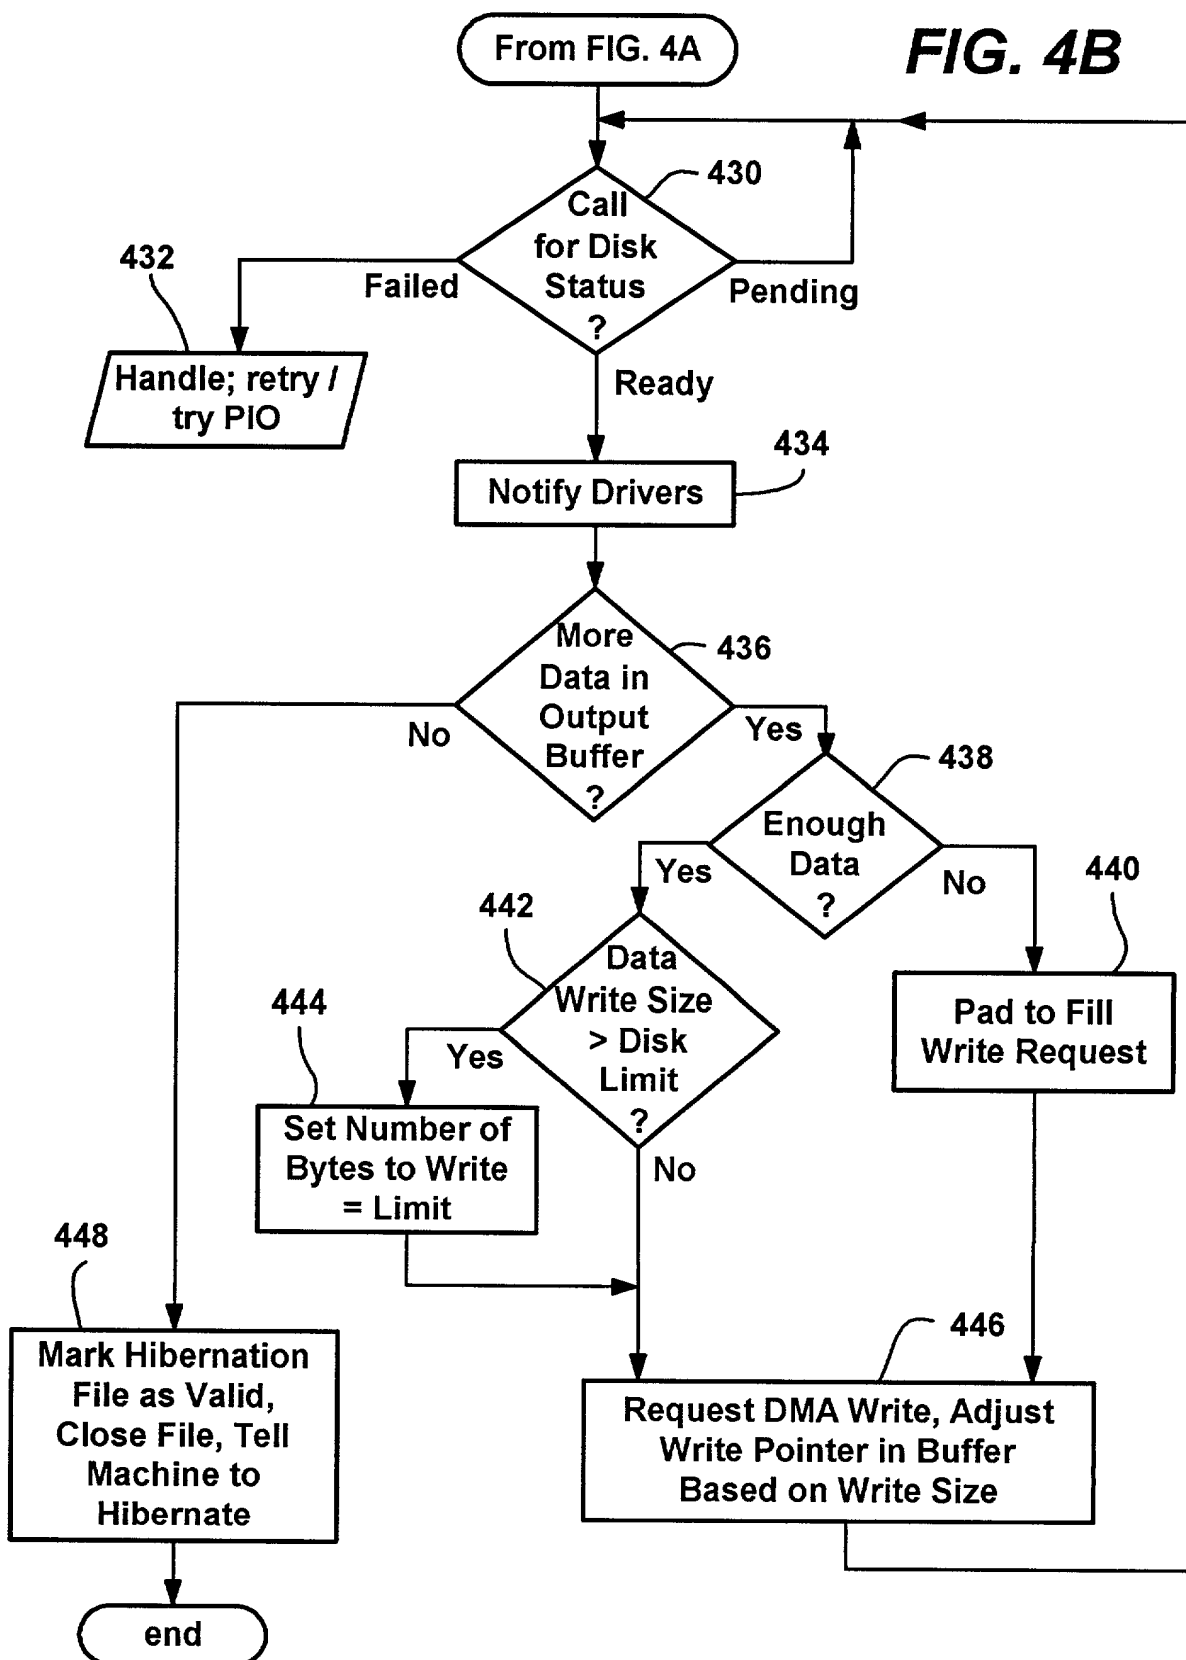 From FIG. 4A
FIG. 4B
430
Call
for Disk
Status
?
432
Failed
Pending
Handle; retry /
try PIO
Ready
434
Notify Drivers
436
More
Data in
Output
Buffer
?
No
Yes
438
Enough
Data
?
Yes
No
440
442
Data
Write Size
> Disk
Limit
?
444
Yes
Pad to Fill
Write Request
Set Number of
Bytes to Write
= Limit
No
448
446
Mark Hibernation
File as Valid,
Close File, Tell
Machine to
Hibernate
Request DMA Write, Adjust
Write Pointer in Buffer
Based on Write Size
end